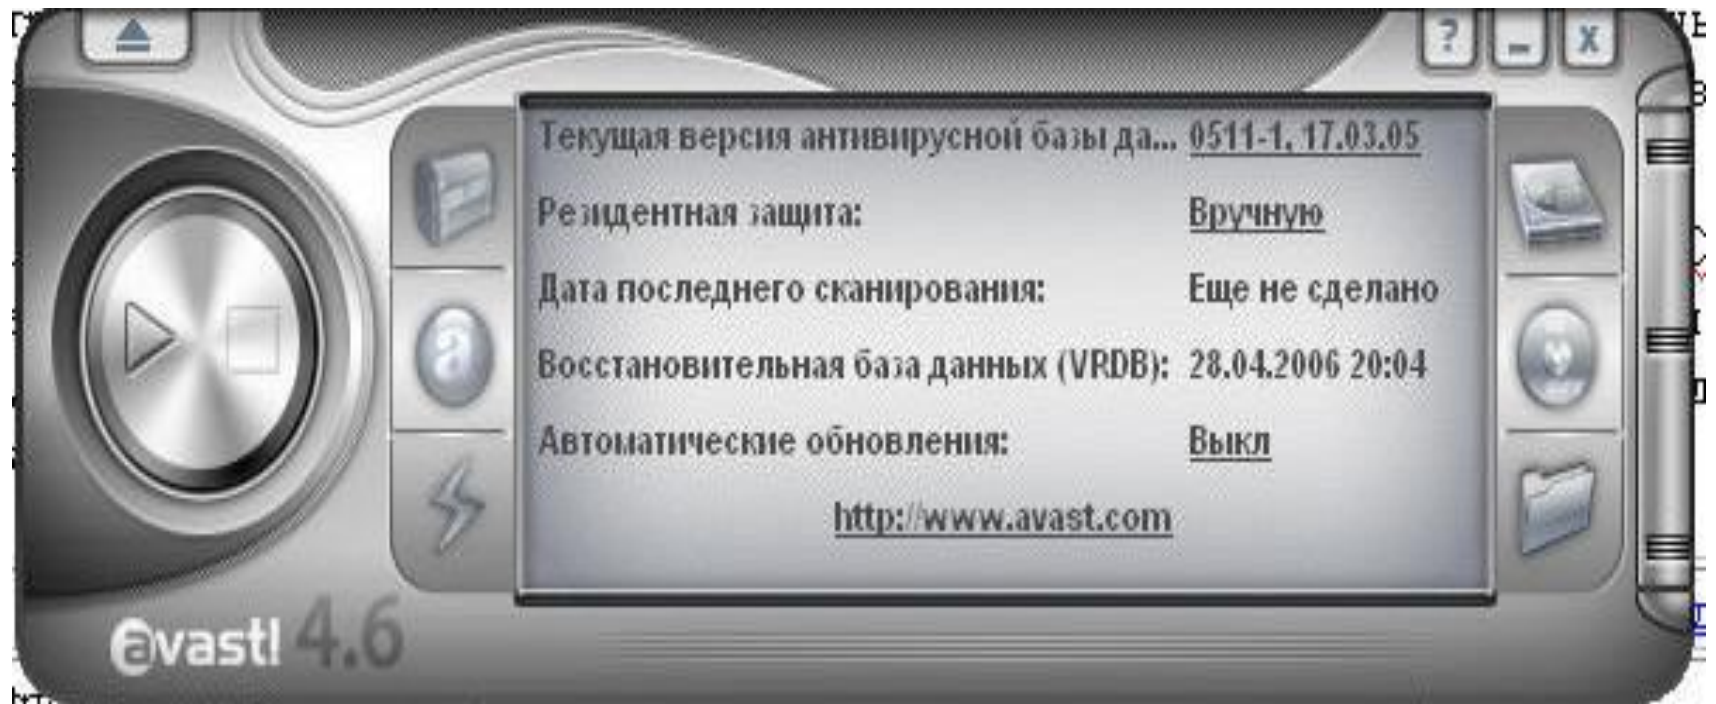 ?
X
Текущая версия антивирусной базы да... 0511-1, 17.03.05
Резидентная защита: Вручную
Дата последнего сканирования: Еще не сделано
Восстановительная база данных (VRDB): 28.04.2006 20:04
Автоматические обновления: Выкл
http://www.avast.com
avast! 4.6